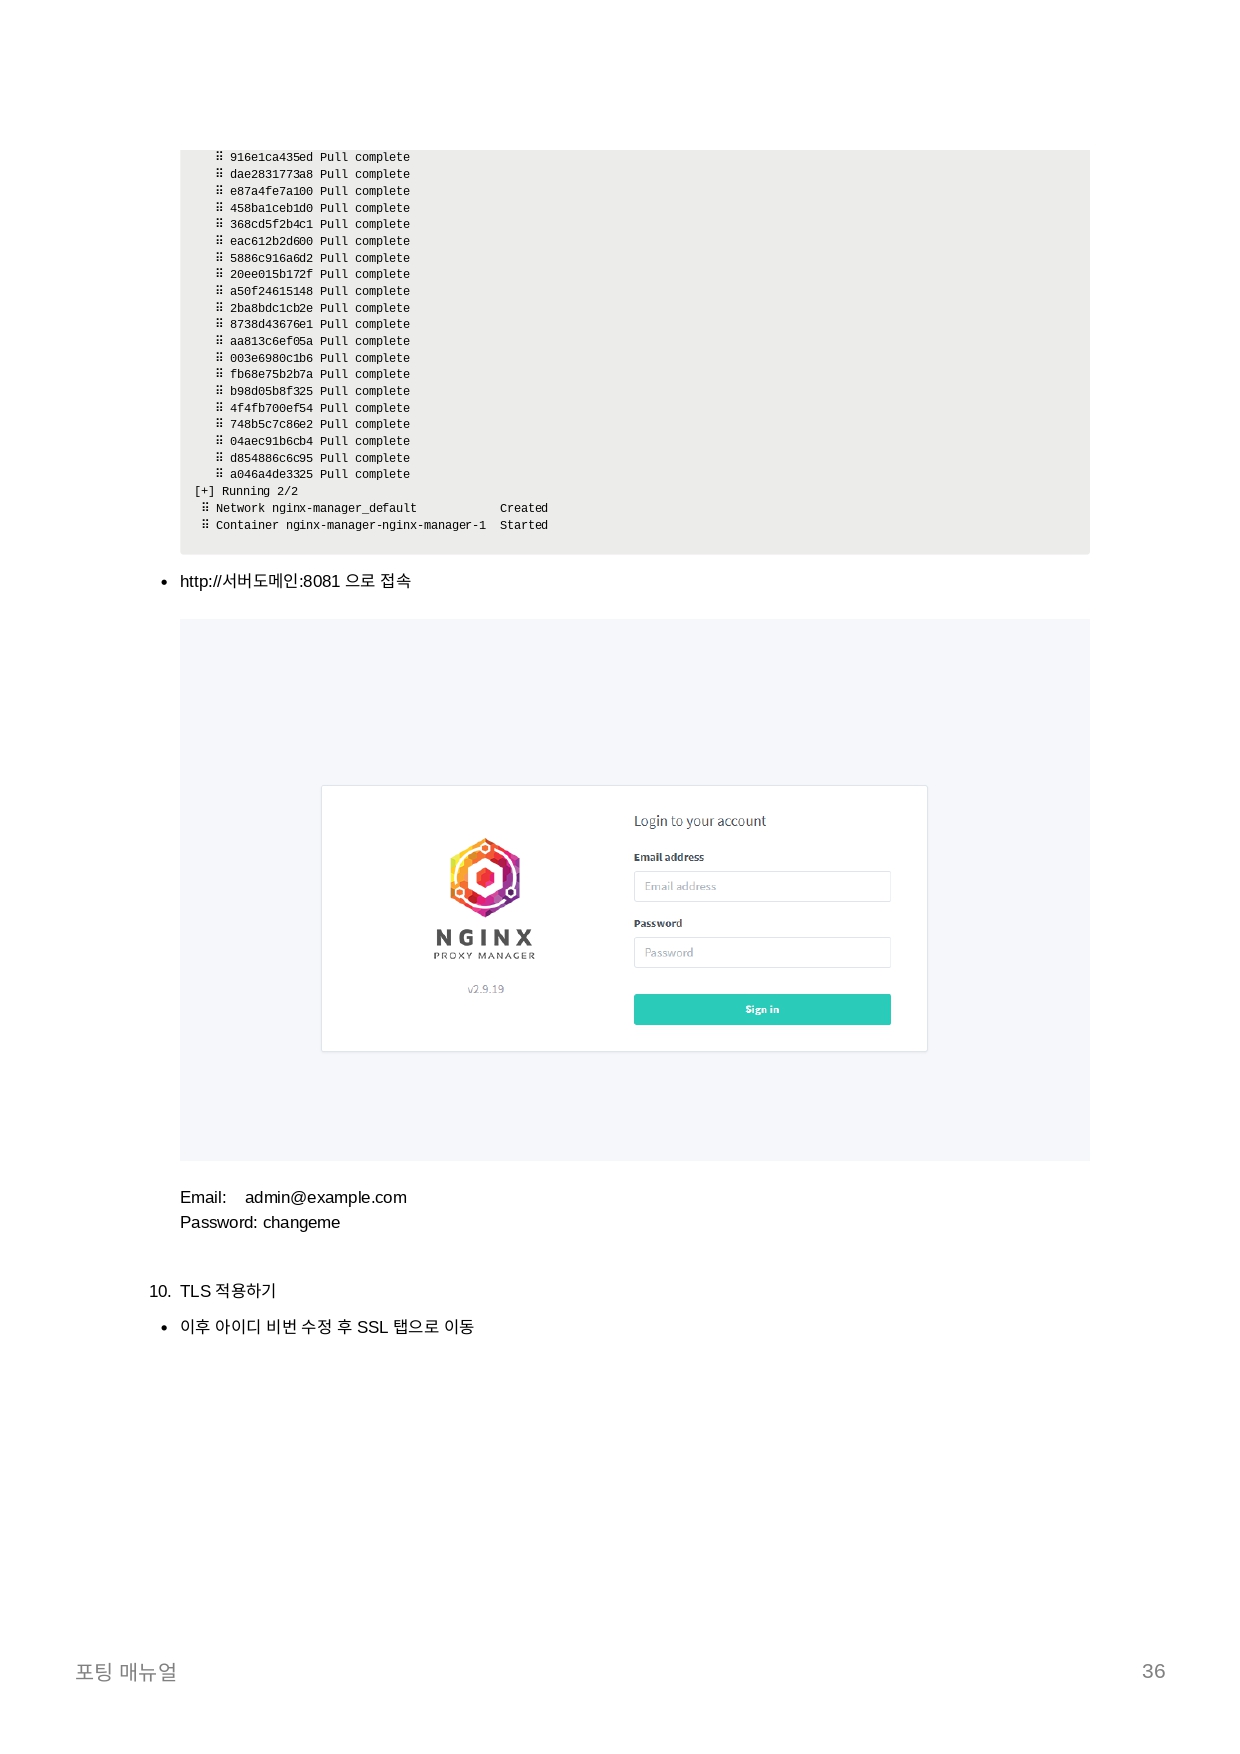 ⠿ 916e1ca435ed Pull complete
⠿ dae2831773a8 Pull complete
⠿ e87a4fe7a100 Pull complete
⠿ 458ba1ceb1d0 Pull complete
⠿ 368cd5f2b4c1 Pull complete
⠿ eac612b2d600 Pull complete
⠿ 5886c916a6d2 Pull complete
⠿ 20ee015b172f Pull complete
⠿ a50f24615148 Pull complete
⠿ 2ba8bdc1cb2e Pull complete
⠿ 8738d43676e1 Pull complete
⠿ aa813c6ef05a Pull complete
⠿ 003e6980c1b6 Pull complete
⠿ fb68e75b2b7a Pull complete
⠿ b98d05b8f325 Pull complete
⠿ 4f4fb700ef54 Pull complete
⠿ 748b5c7c86e2 Pull complete
⠿ 04aec91b6cb4 Pull complete
⠿ d854886c6c95 Pull complete
⠿ a046a4de3325 Pull complete
[+] Running 2/2
⠿ Network nginx-manager_default Created
⠿ Container nginx-manager-nginx-manager-1 Started
• http://서버도메인:8081 으로 접속
NGINX
PROXY MANAGER
v2.9.19
Login to your account
Email address
Email address
Password
Password
Sign in
Email: admin@example.com
Password: changeme
10. TLS 적용하기
• 이후 아이디 비번 수정 후 SSL 탭으로 이동
포팅 매뉴얼
36